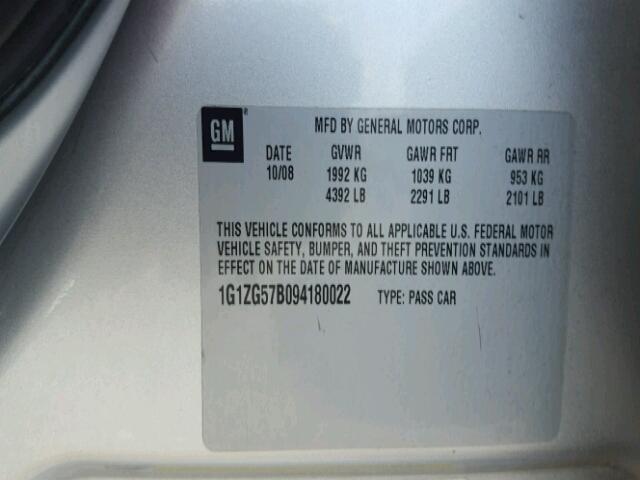 GM ® MFD BY GENERAL MOTORS CORP.
DATE GVWR GAWR FRT GAWR RR
10/08 1992 KG 1039 KG 953 KG
4392 LB 2291 LB 2101 LB
THIS VEHICLE CONFORMS TO ALL APPLICABLE U.S. FEDERAL MOTOR
VEHICLE SAFETY, BUMPER, AND THEFT PREVENTION STANDARDS IN
EFFECT ON THE DATE OF MANUFACTURE SHOWN ABOVE.
1G1ZG57B094180022 TYPE: PASS CAR